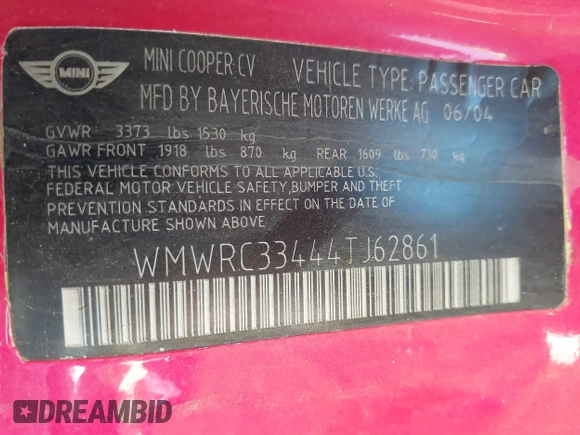 MINI
MINI COOPER CV VEHICLE TYPE: PASSENGER CAR
MFD BY BAYERISCHE MOTOREN WERKE AG 06/04
GVWR : 3373 lbs 1530 kg
GAWR FRONT 1918 lbs 870 kg REAR 1609 lbs 730 kg
THIS VEHICLE CONFORMS TO ALL APPLICABLE U.S.
FEDERAL MOTOR VEHICLE SAFETY,BUMPER AND THEFT
PREVENTION STANDARDS IN EFFECT ON THE DATE OF
MANUFACTURE SHOWN ABOVE.
WMWRC33444TJ62861
DREAMBID